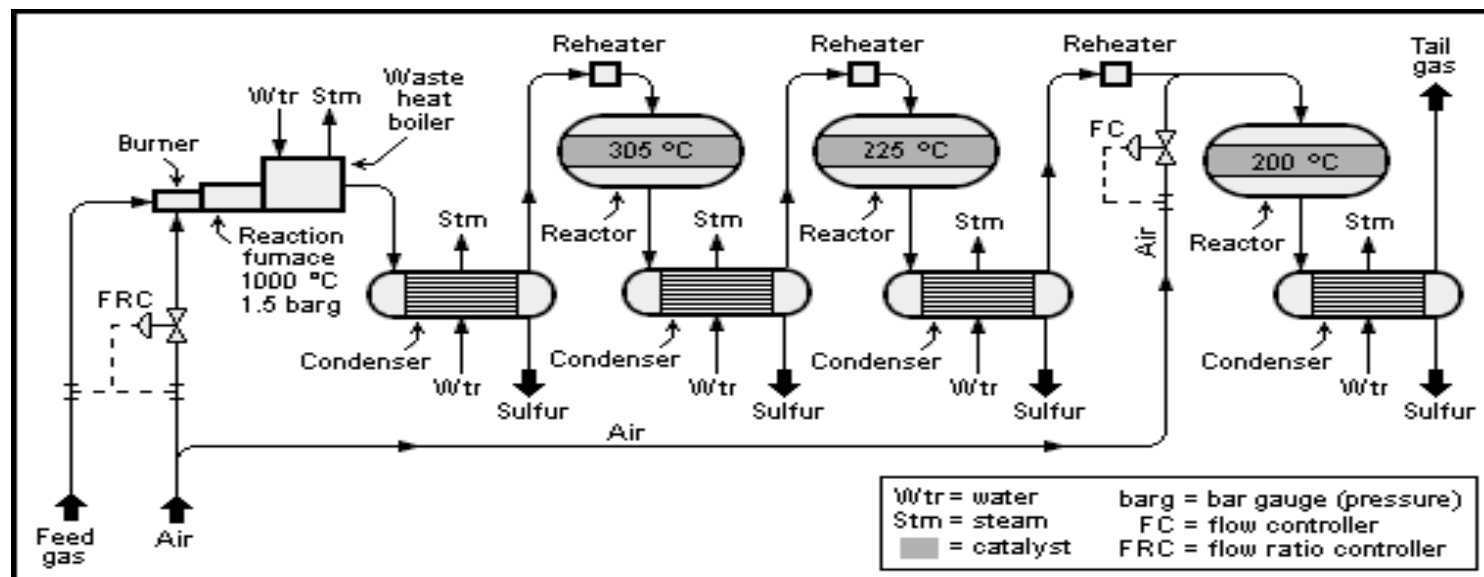 Reheater
Reheater
Reheater
Tail
gas
Waste
heat
boiler
Wtr
Stm
Burner
FC
305 °C
225 °C
200 °C
Reaction
furnace
1000 °C
1.5 barg
Stm
Reactor
Stm
Reactor
Stm
Air
Reactor
Stm
FRC
Condenser
Condenser
Condenser
Condenser
Wtr
Wtr
Wtr
Wtr
Sulfur
Sulfur
Sulfur
Sulfur
Air
Feed
gas
Air
Wtr = water
Stm = steam
= catalyst
barg = bar gauge (pressure)
FC = flow controller
FRC = flow ratio controller